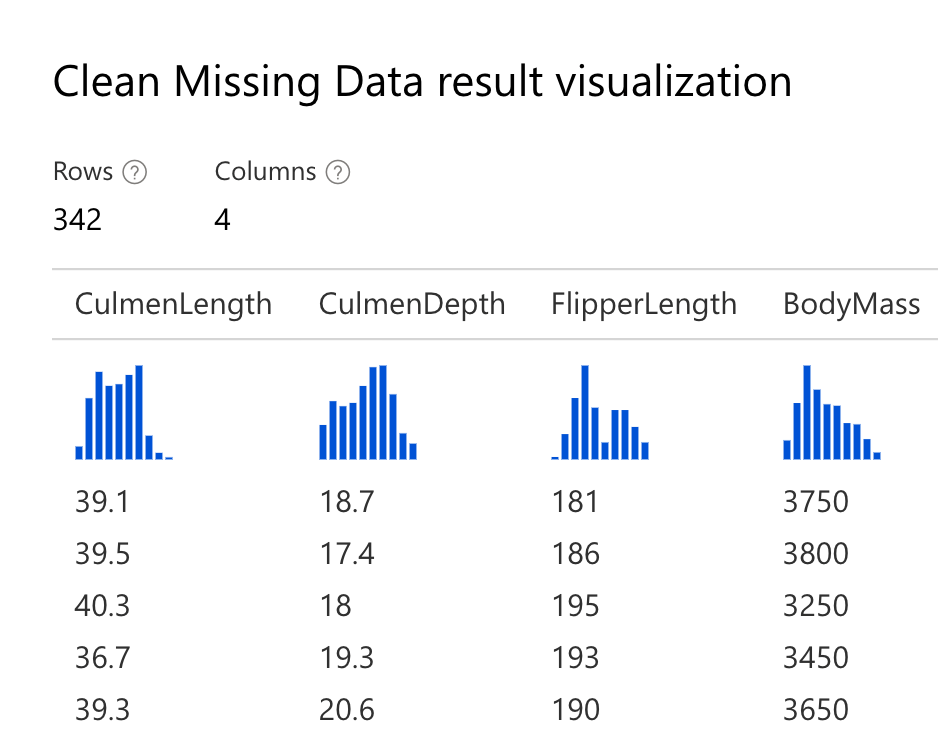 Clean Missing Data result visualization
Rows ? Columns ?
342 4
CulmenLength CulmenDepth FlipperLength BodyMass
39.1 18.7 181 3750
39.5 17.4 186 3800
40.3 18 195 3250
36.7 19.3 193 3450
39.3 20.6 190 3650